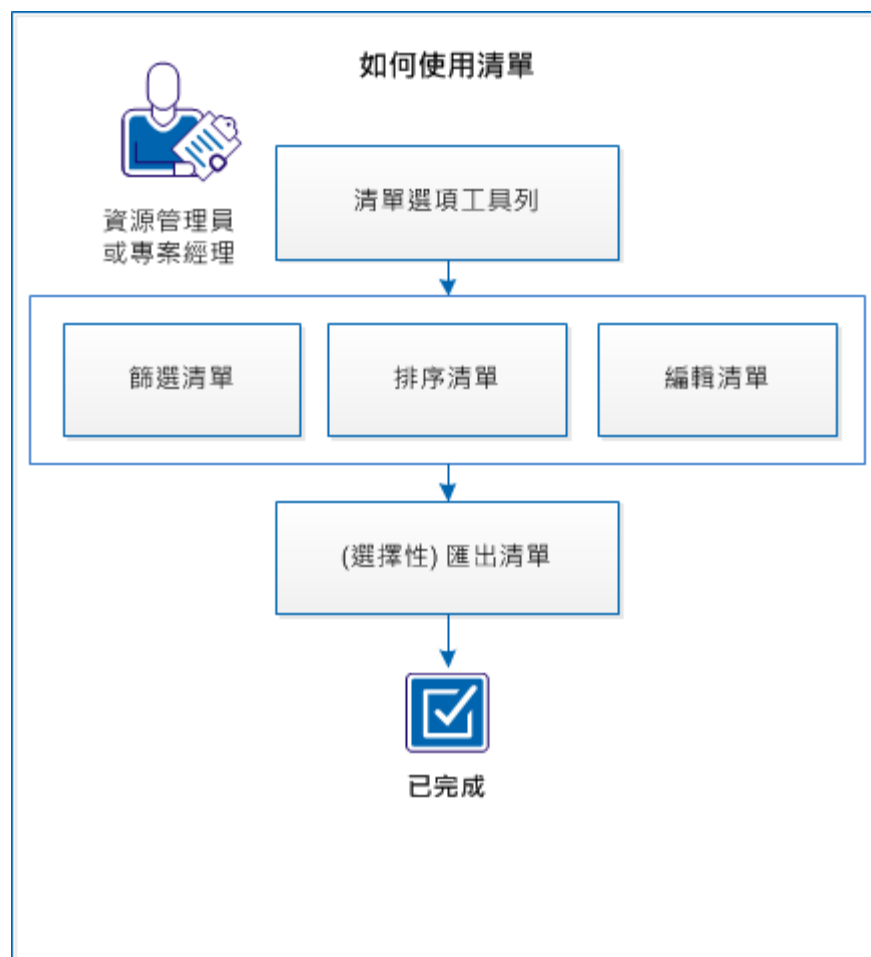 如何使用清單
清單選項工具列
資源管理員
或專案經理
篩選清單
排序清單
編輯清單
(選擇性) 匯出清單
已完成